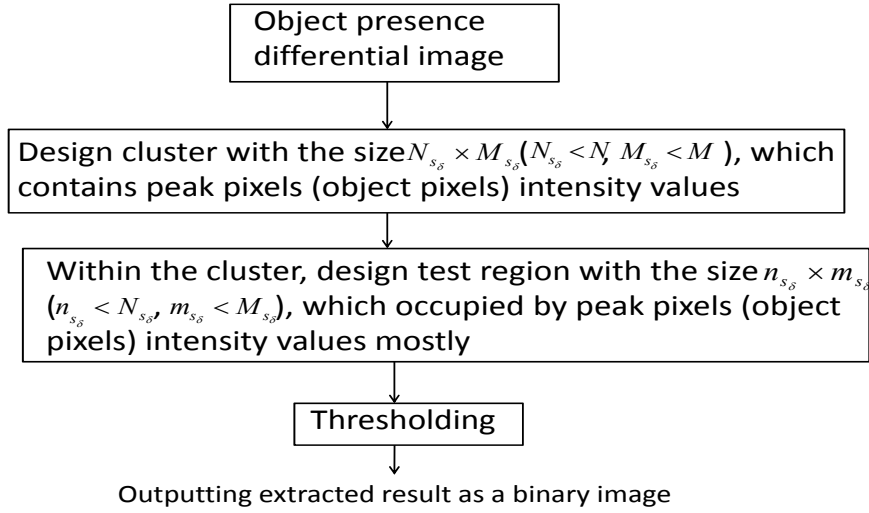 Object presence
differential image
Design cluster with the size N_{s_δ} × M_{s_δ} (N_{s_δ} < N, M_{s_δ} < M ), which
contains peak pixels (object pixels) intensity values
Within the cluster, design test region with the size n_{s_δ} × m_{s_δ}
(n_{s_δ} < N_{s_δ}, m_{s_δ} < M_{s_δ}), which occupied by peak pixels (object
pixels) intensity values mostly
Thresholding
Outputting extracted result as a binary image